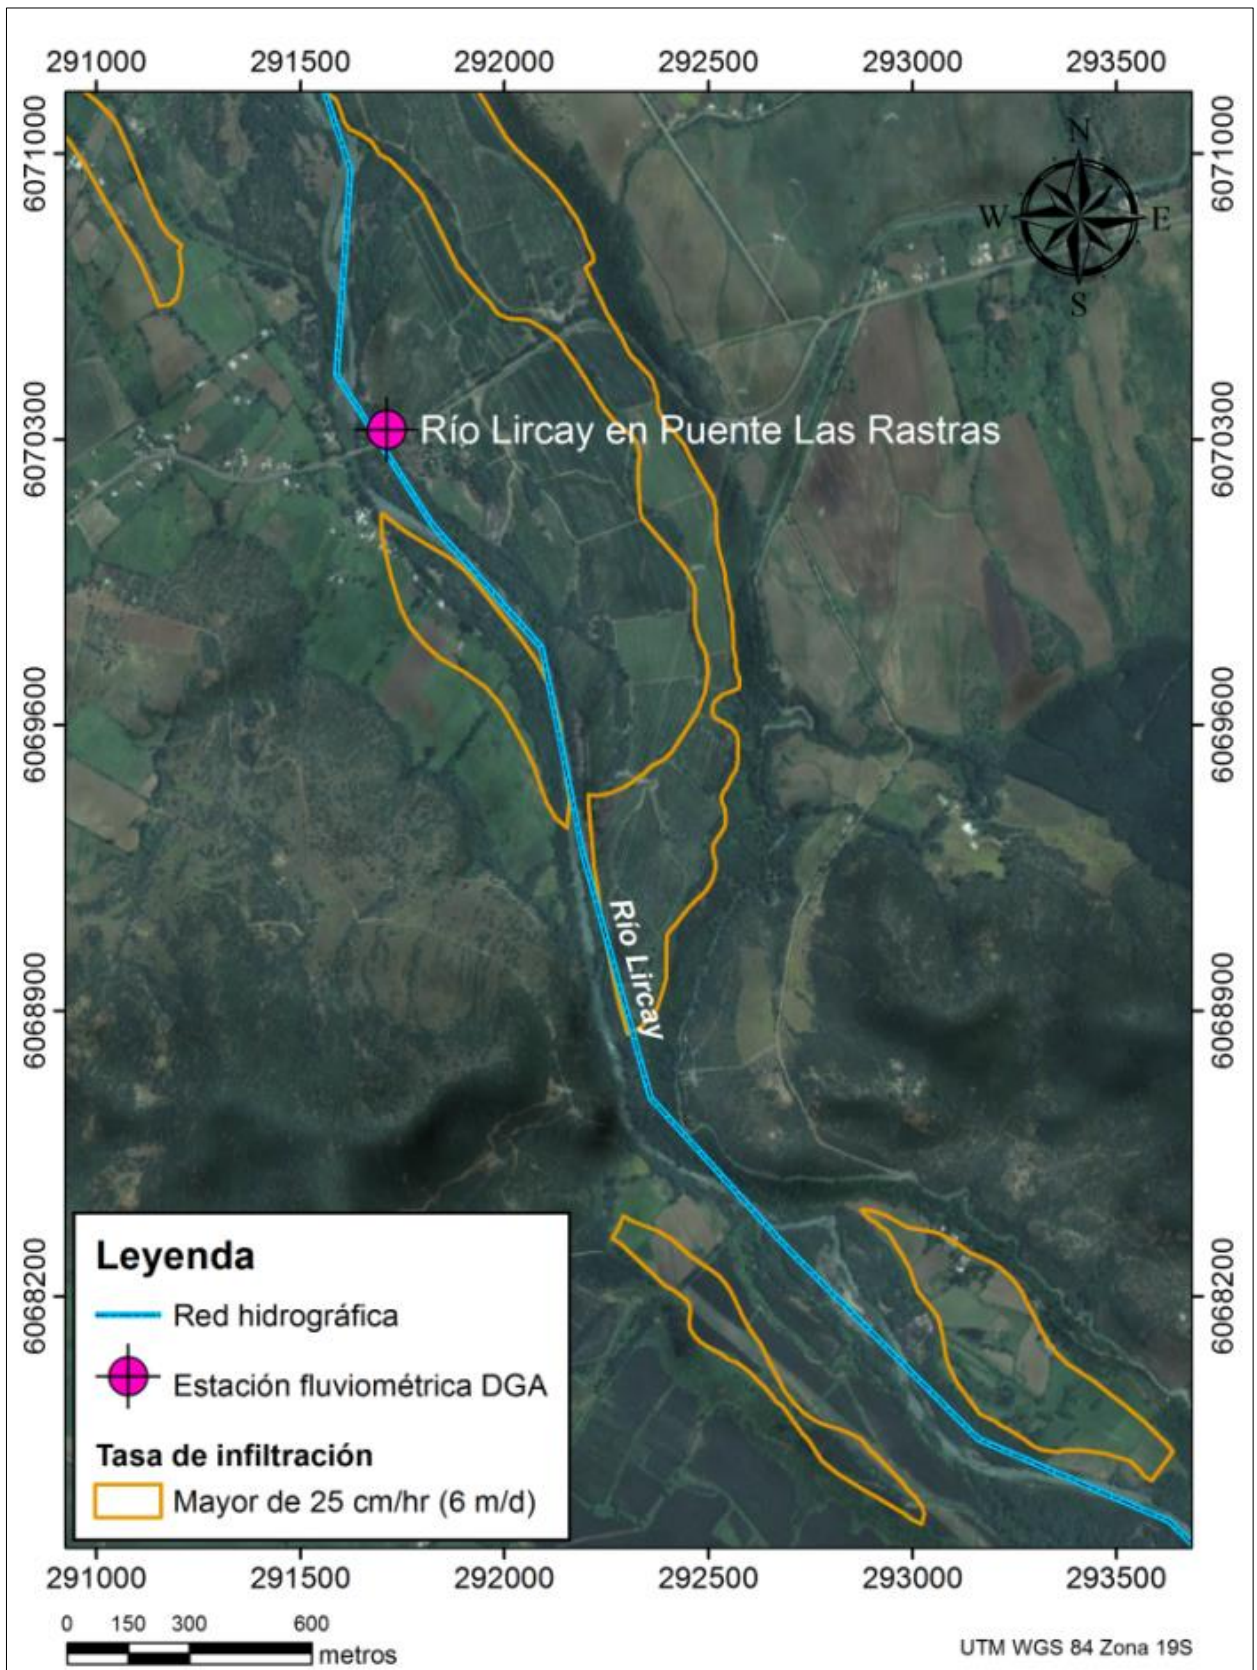 291000 291500 292000 292500 293000 293500
6071000
6071000
N
W E
S
6070300
Río Lircay en Puente Las Rastras
6070300
6069600
6069600
Río Lircay
6068900
6068900
6068200
6068200
Leyenda
Red hidrográfica
Estación fluviométrica DGA
Tasa de infiltración
Mayor de 25 cm/hr (6 m/d)
291000 291500 292000 292500 293000 293500
0 150 300 600
metros
UTM WGS 84 Zona 19S